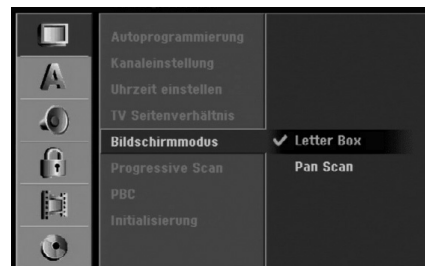 Autoprogrammierung
Kanaleinstellung
Uhrzeit einstellen
TV Seitenverhältnis
Bildschirmmodus ✔ Letter Box
Progressive Scan Pan Scan
PBC
Initialisierung